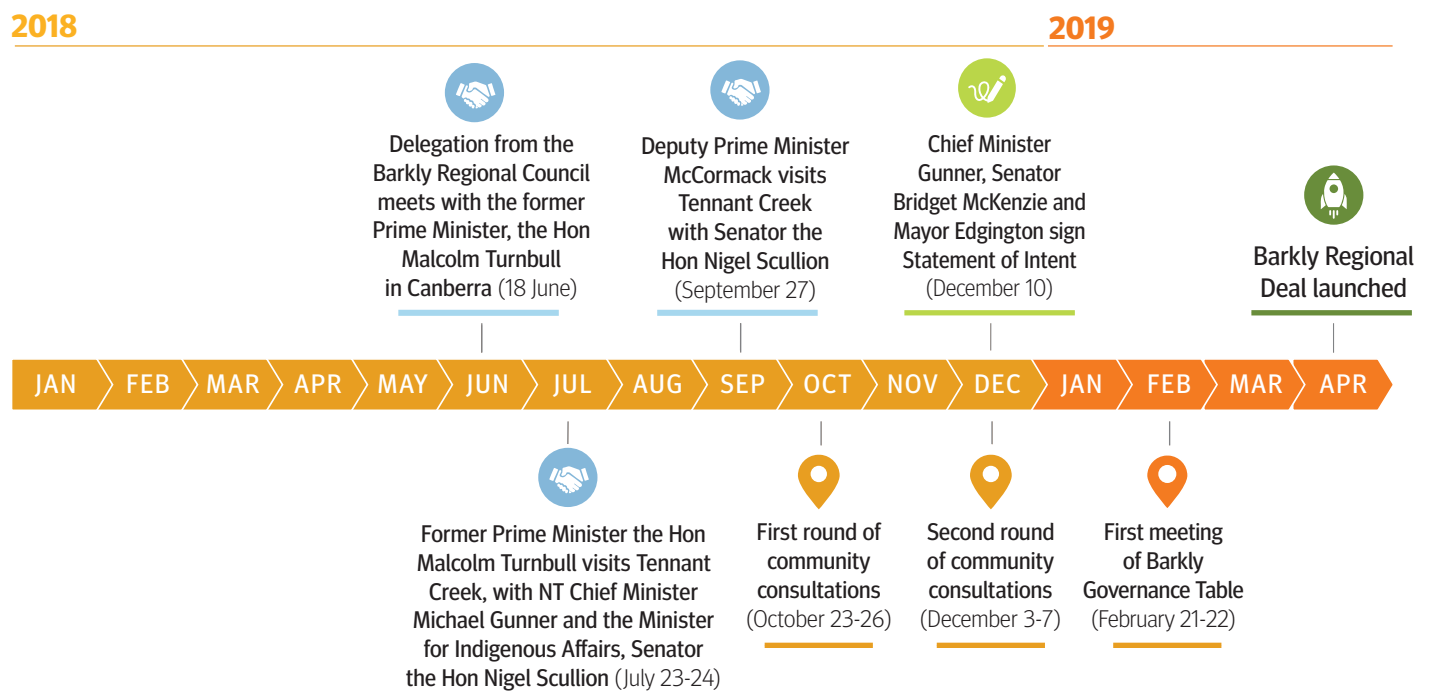 2018
2019
Delegation from the
Barkly Regional Council
meets with the former
Prime Minister, the Hon
Malcolm Turnbull
in Canberra (18 June)
Deputy Prime Minister
McCormack visits
Tennant Creek
with Senator the
Hon Nigel Scullion
(September 27)
Chief Minister
Gunner, Senator
Bridget McKenzie and
Mayor Edgington sign
Statement of Intent
(December 10)
Barkly Regional
Deal launched
JAN FEB MAR APR MAY JUN JUL AUG SEP OCT NOV DEC JAN FEB MAR APR
Former Prime Minister the Hon
Malcolm Turnbull visits Tennant
Creek, with NT Chief Minister
Michael Gunner and the Minister
for Indigenous Affairs, Senator
the Hon Nigel Scullion (July 23-24)
First round of
community
consultations
(October 23-26)
Second round
of community
consultations
(December 3-7)
First meeting
of Barkly
Governance Table
(February 21-22)